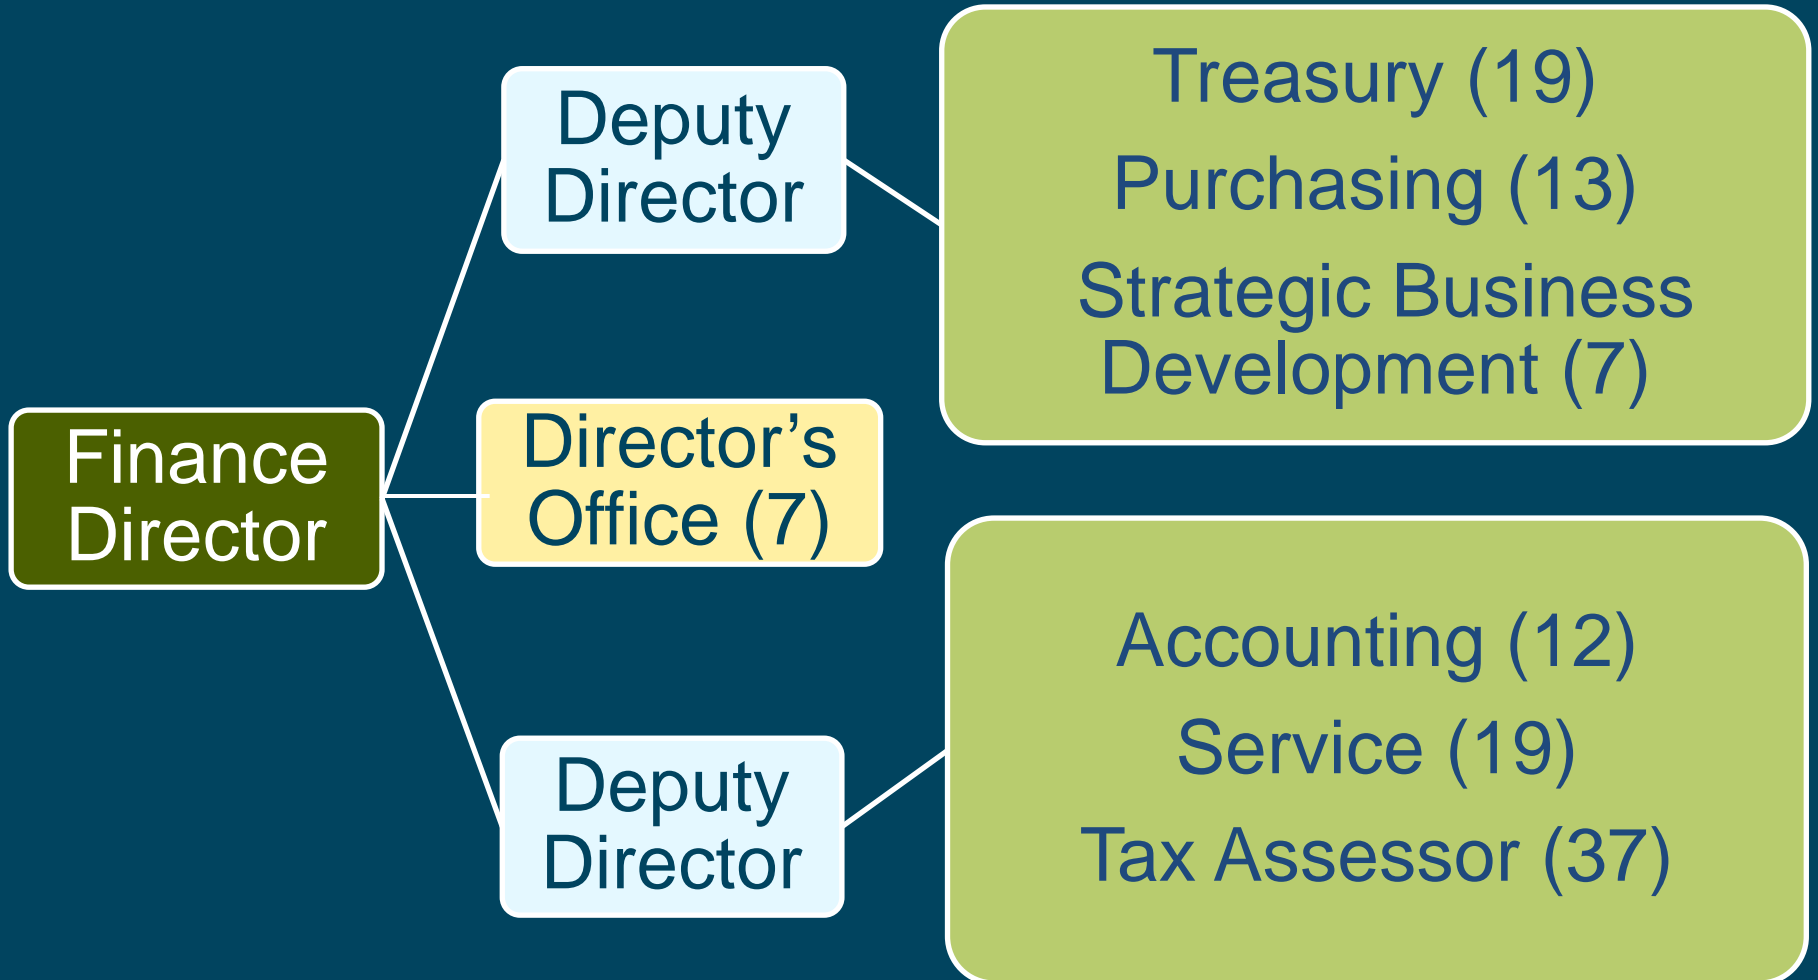 Finance
Director
Deputy
Director
Treasury (19)
Purchasing (13)
Strategic Business
Development (7)
Director’s
Office (7)
Deputy
Director
Accounting (12)
Service (19)
Tax Assessor (37)